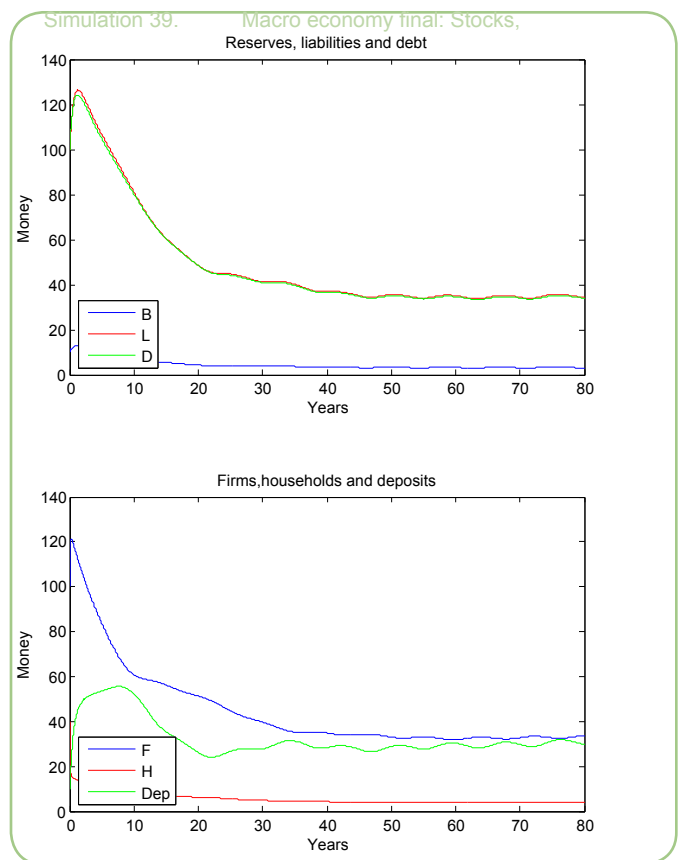 Simulation 39. Macro economy final: Stocks,
Reserves, liabilities and debt
140
120
100
80
60
40
20
0
Money
B
L
D
0 10 20 30 40 50 60 70 80
Years
Firms,households and deposits
140
120
100
80
60
40
20
0
Money
F
H
Dep
0 10 20 30 40 50 60 70 80
Years